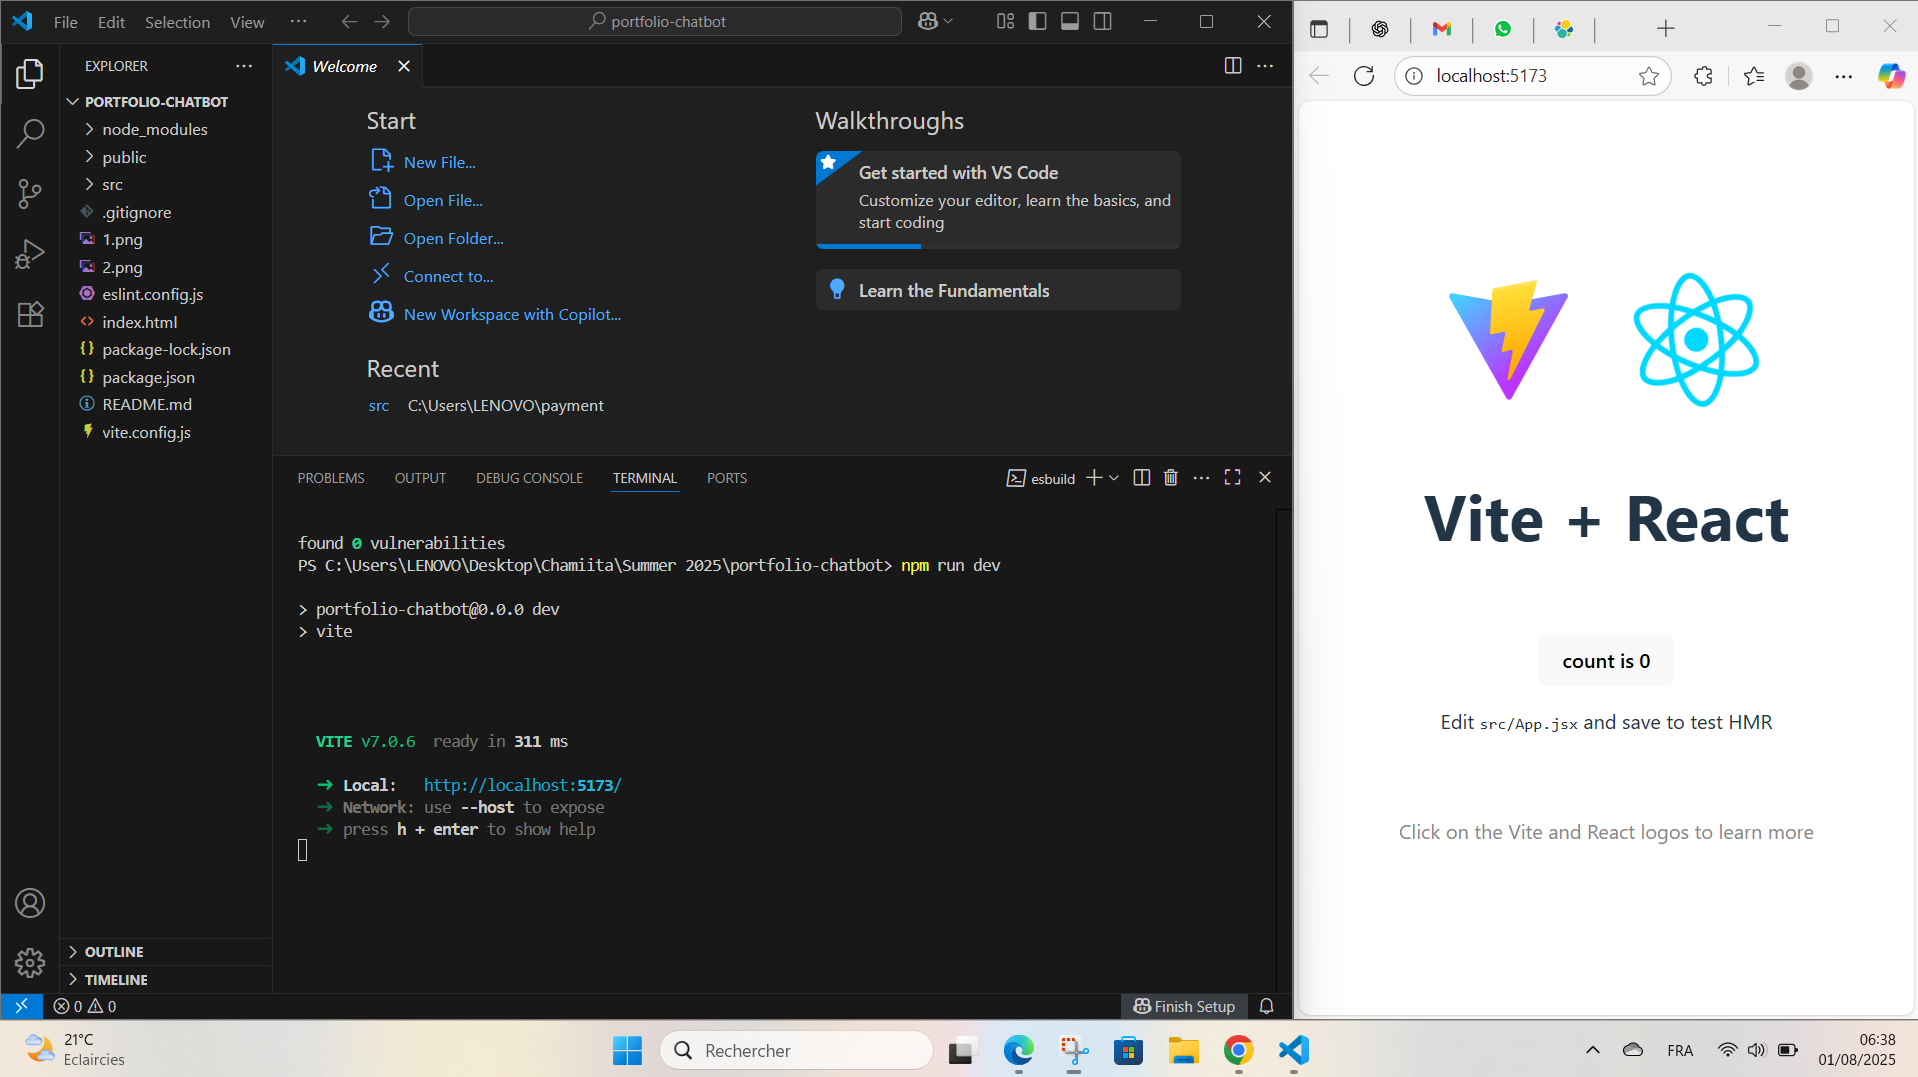 File Edit Selection View ··· portfolio-chatbot
EXPLORER
PORTFOLIO-CHATBOT
node_modules
public
src
.gitignore
1.png
2.png
eslint.config.js
index.html
package-lock.json
package.json
README.md
vite.config.js
OUTLINE
TIMELINE
Welcome
Start
New File...
Open File...
Open Folder...
Connect to...
New Workspace with Copilot...
Recent
src C:\Users\LENOVO\payment
Walkthroughs
Get started with VS Code
Customize your editor, learn the basics, and
start coding
Learn the Fundamentals
PROBLEMS OUTPUT DEBUG CONSOLE TERMINAL PORTS esbuild
found 0 vulnerabilities
PS C:\Users\LENOVO\Desktop\Chamiita\Summer 2025\portfolio-chatbot> npm run dev
> portfolio-chatbot@0.0.0 dev
> vite
VITE v7.0.6 ready in 311 ms
➜ Local: http://localhost:5173/
➜ Network: use --host to expose
➜ press h + enter to show help
0 0 Finish Setup
localhost:5173
Vite + React
count is 0
Edit src/App.jsx and save to test HMR
Click on the Vite and React logos to learn more
21°C
Eclaircies
Rechercher
FRA
06:38
01/08/2025